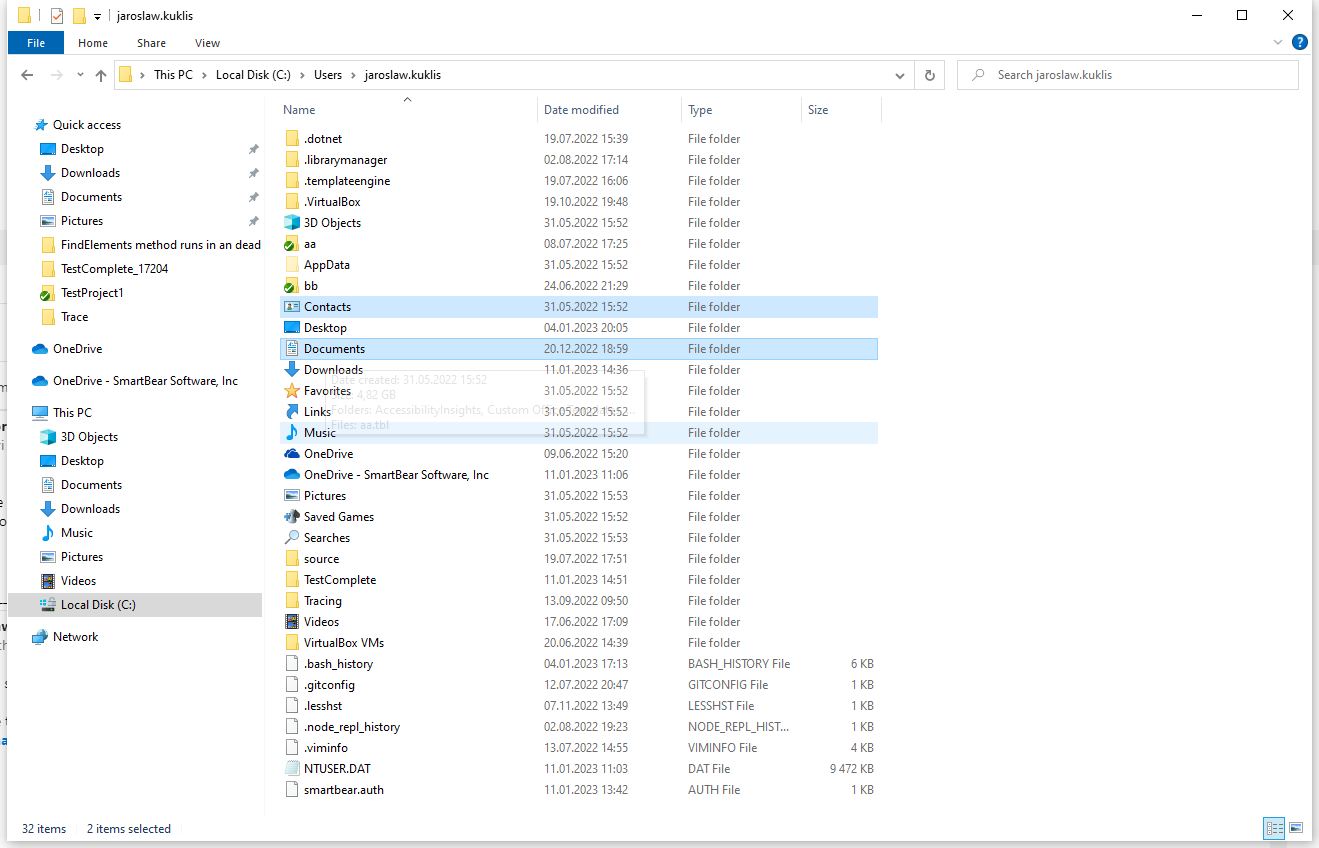 jaroslaw.kuklis
File Home Share View
This PC Local Disk (C:) Users jaroslaw.kuklis
Search jaroslaw.kuklis
Quick access
Desktop
Downloads
Documents
Pictures
FindElements method runs in an dead
TestComplete_17204
TestProject1
Trace
OneDrive
OneDrive - SmartBear Software, Inc
This PC
3D Objects
Desktop
Documents
Downloads
Music
Pictures
Videos
Local Disk (C:)
Network
Name Date modified Type Size
.dotnet 19.07.2022 15:39 File folder
.librarymanager 02.08.2022 17:14 File folder
.templateengine 19.07.2022 16:06 File folder
.VirtualBox 19.10.2022 19:48 File folder
3D Objects 31.05.2022 15:52 File folder
aa 08.07.2022 17:25 File folder
AppData 31.05.2022 15:52 File folder
bb 24.06.2022 21:29 File folder
Contacts 31.05.2022 15:52 File folder
Desktop 04.01.2023 20:05 File folder
Documents 20.12.2022 18:59 File folder
Downloads 11.01.2023 14:36 File folder
Date created: 31.05.2022 15:52
Favorites 31.05.2022 15:52 File folder
4,82 GB
Links 31.05.2022 15:52 File folder
Folders: AccessibilityInsights, Custom
Files: aa.tbl
Music 31.05.2022 15:52 File folder
OneDrive 09.06.2022 15:20 File folder
OneDrive - SmartBear Software, Inc 11.01.2023 11:06 File folder
Pictures 31.05.2022 15:53 File folder
Saved Games 31.05.2022 15:52 File folder
Searches 31.05.2022 15:53 File folder
source 19.07.2022 17:51 File folder
TestComplete 11.01.2023 14:51 File folder
Tracing 13.09.2022 09:50 File folder
Videos 17.06.2022 17:09 File folder
VirtualBox VMs 20.06.2022 14:39 File folder
.bash_history 04.01.2023 17:13 BASH_HISTORY File 6 KB
.gitconfig 12.07.2022 20:47 GITCONFIG File 1 KB
.lesshst 07.11.2022 13:49 LESSHST File 1 KB
.node_repl_history 02.08.2022 19:23 NODE_REPL_HIST... 1 KB
.viminfo 13.07.2022 14:55 VIMINFO File 4 KB
NTUSER.DAT 11.01.2023 11:03 DAT File 9 472 KB
smartbear.auth 11.01.2023 13:42 AUTH File 1 KB
32 items 2 items selected